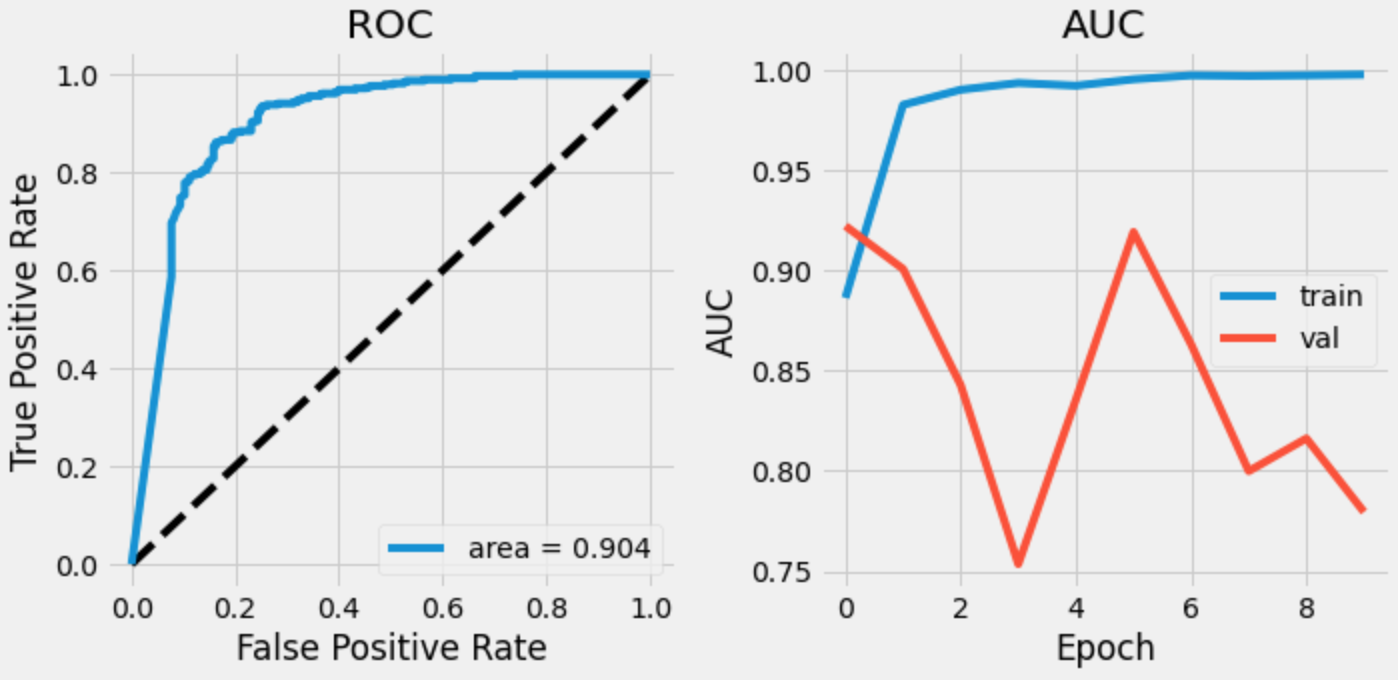 ROC
True Positive Rate
1.0
0.8
0.6
0.4
0.2
0.0
area = 0.904
0.0 0.2 0.4 0.6 0.8 1.0
False Positive Rate
AUC
AUC
1.00
0.95
0.90
0.85
0.80
0.75
train
val
0 2 4 6 8
Epoch